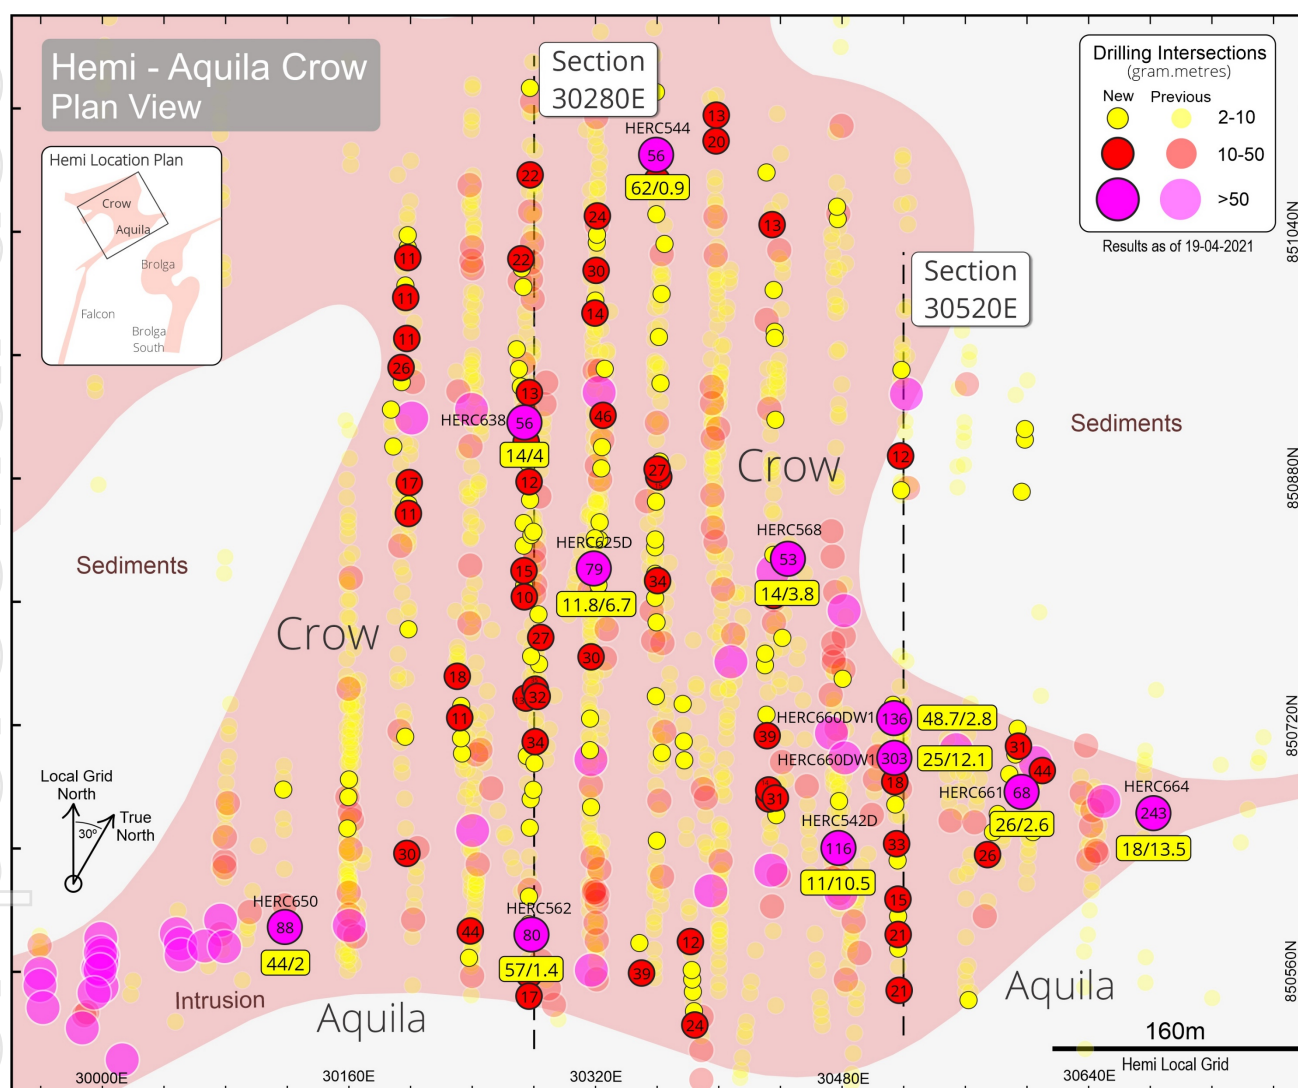 Hemi - Aquila Crow
Plan View
Section
30280E
Drilling Intersections
(gram.metres)
New
Previous
2-10
10-50
>50
Results as of 19-04-2021
Hemi Location Plan
Crow
Aquila
Brolga
Falcon
Brolga
South
HERC544
56
62/0.9
13
20
22
24
13
11
22
30
11
14
11
26
Section
30520E
851040N
13
HERC638
56
14/4
46
Sediments
Crow
12
17
12
27
11
850880N
HERC625D
79
11.8/6.7
HERC568
53
14/3.8
Sediments
15
10
34
Crow
27
30
18
32
11
34
39
HERC660DW1
136
48.7/2.8
HERC660DW1
303
25/12.1
850720N
31
44
18
31
HERC661
68
26/2.6
HERC664
243
18/13.5
Local Grid
North
True
North
30º
30
HERC542D
116
11/10.5
33
26
HERC650
88
44/2
15
44
HERC562
80
57/1.4
12
21
39
17
21
24
850560N
Intrusion
Aquila
Aquila
160m
Hemi Local Grid
30000E
30160E
30320E
30480E
30640E